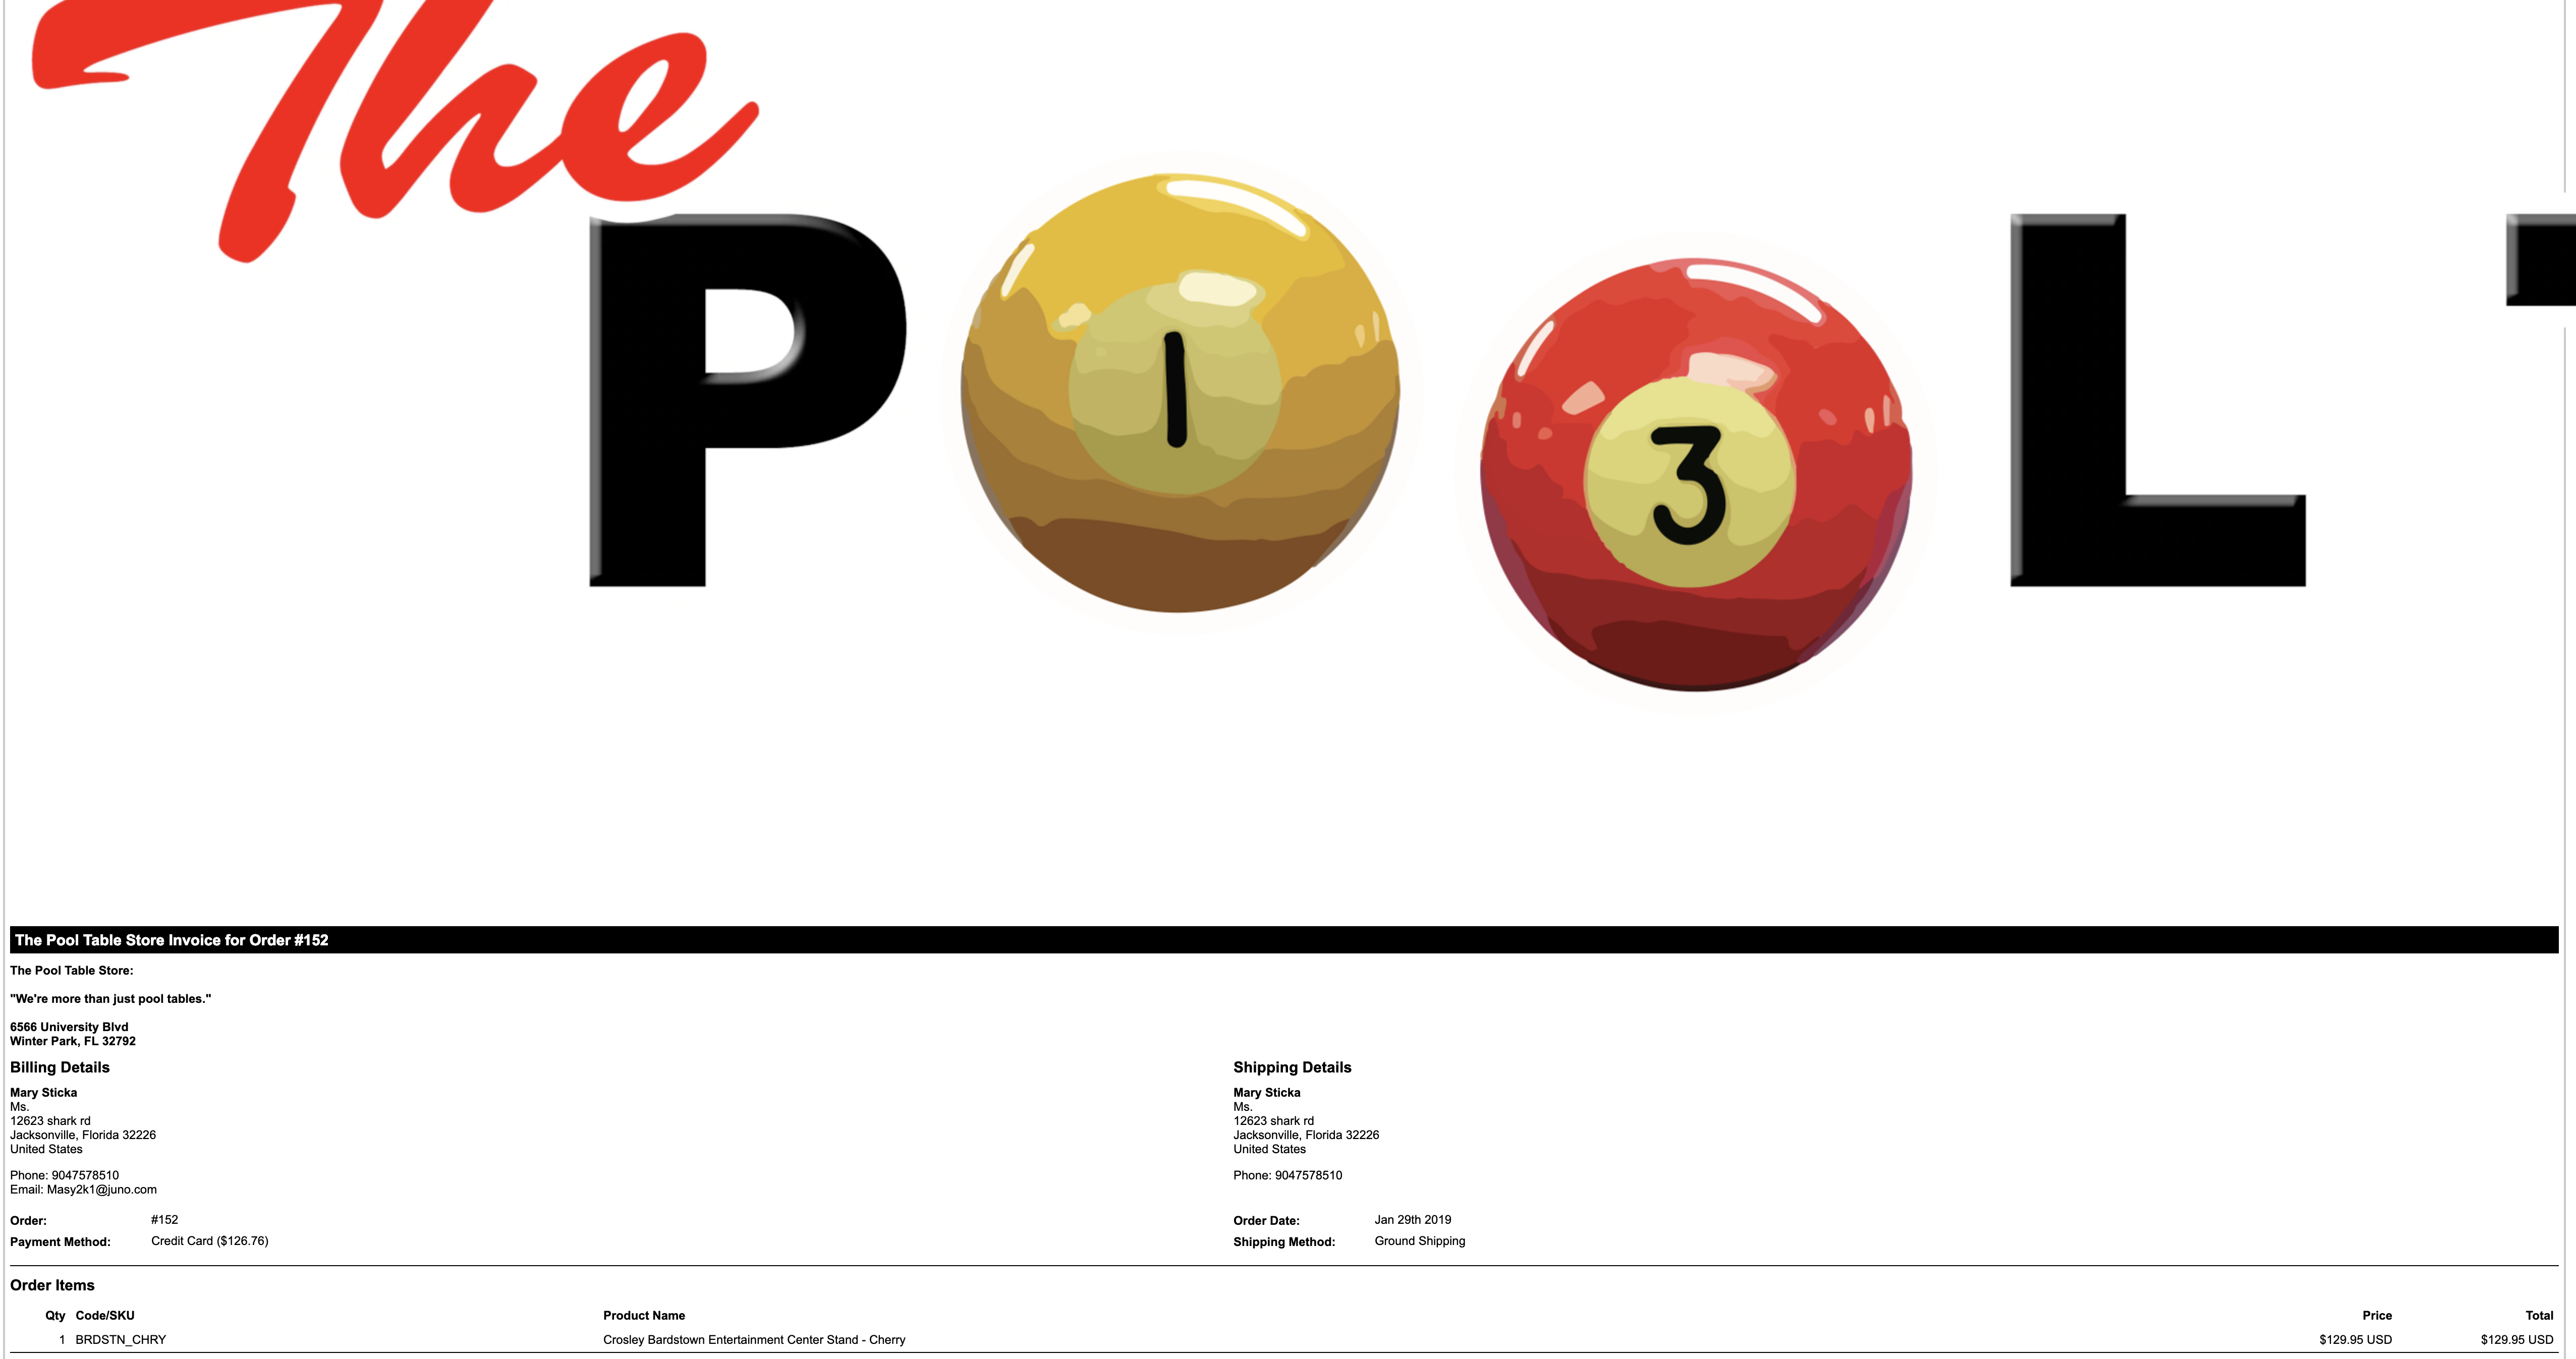 The
P 1 3 L T
The Pool Table Store Invoice for Order #152
The Pool Table Store:
"We're more than just pool tables."
6566 University Blvd
Winter Park, FL 32792
Billing Details
Mary Sticka
Ms.
12623 shark rd
Jacksonville, Florida 32226
United States
Phone: 9047578510
Email: Masy2k1@juno.com
Shipping Details
Mary Sticka
Ms.
12623 shark rd
Jacksonville, Florida 32226
United States
Phone: 9047578510
Order: #152
Payment Method: Credit Card ($126.76)
Order Date: Jan 29th 2019
Shipping Method: Ground Shipping
Order Items
Qty Code/SKU Product Name Price Total
1 BRDSTN_CHRY Crosley Bardstown Entertainment Center Stand - Cherry $129.95 USD $129.95 USD